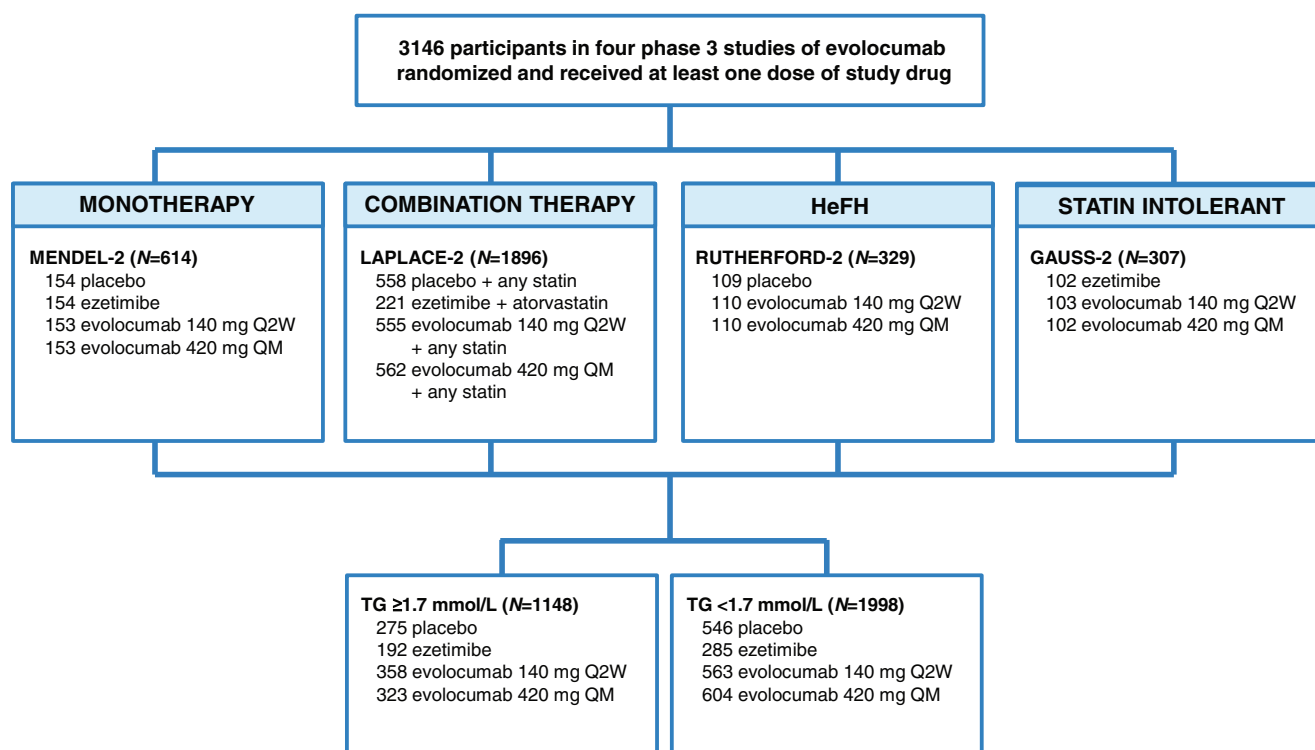 3146 participants in four phase 3 studies of evolocumab
randomized and received at least one dose of study drug
MONOTHERAPY
MENDEL-2 (N=614)
154 placebo
154 ezetimibe
153 evolocumab 140 mg Q2W
153 evolocumab 420 mg QM
COMBINATION THERAPY
LAPLACE-2 (N=1896)
558 placebo + any statin
221 ezetimibe + atorvastatin
555 evolocumab 140 mg Q2W
+ any statin
562 evolocumab 420 mg QM
+ any statin
HeFH
RUTHERFORD-2 (N=329)
109 placebo
110 evolocumab 140 mg Q2W
110 evolocumab 420 mg QM
STATIN INTOLERANT
GAUSS-2 (N=307)
102 ezetimibe
103 evolocumab 140 mg Q2W
102 evolocumab 420 mg QM
TG ≥1.7 mmol/L (N=1148)
275 placebo
192 ezetimibe
358 evolocumab 140 mg Q2W
323 evolocumab 420 mg QM
TG <1.7 mmol/L (N=1998)
546 placebo
285 ezetimibe
563 evolocumab 140 mg Q2W
604 evolocumab 420 mg QM